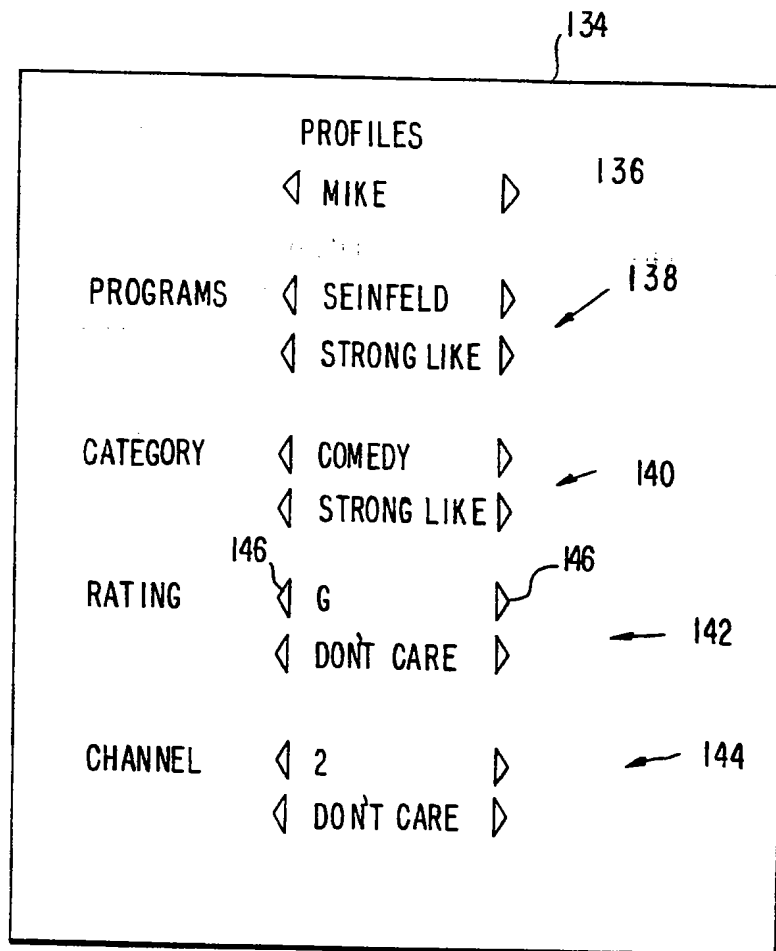 134
PROFILES
MIKE 136
PROGRAMS SEINFELD 138
STRONG LIKE
CATEGORY COMEDY 140
STRONG LIKE
146 146
RATING G
DON'T CARE 142
CHANNEL 2 144
DON'T CARE